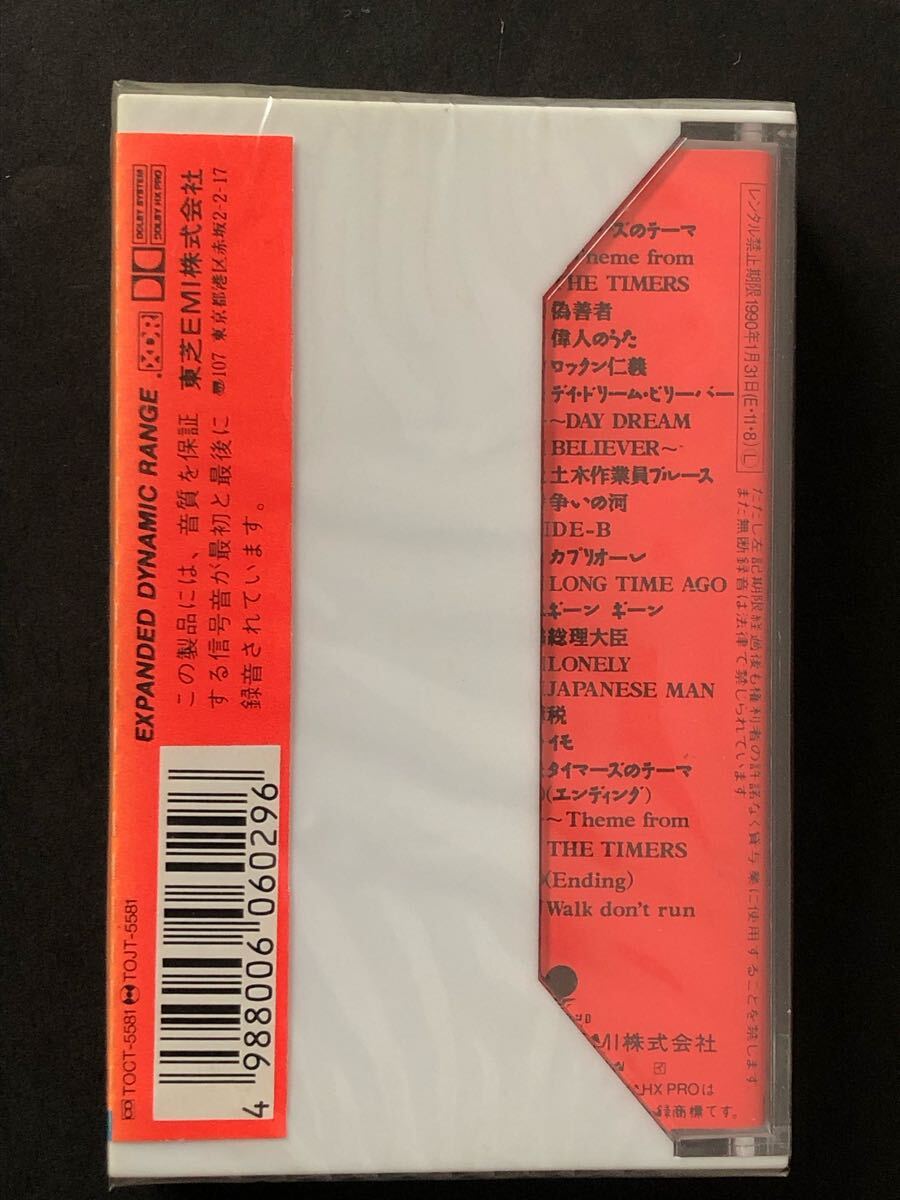 DOLBY SYSTEM
DOLBY HX PRO
EXPANDED DYNAMIC RANGE .XDR
東芝EMI株式会社
〠107 東京都港区赤坂2-2-17
この製品には、音質を保証
する信号音が最初と最後に
録音されています。
TOCT-5581 TOJT-5581
4 988006 060296
ズのテーマ
Theme from
THE TIMERS
偽善者
偉人のうた
ロックン仁義
デイ・ドリーム・ビリーバー
～DAY DREAM
BELIEVER～
土木作業員ブルース
争いの河
IDE-B
カプリオーレ
LONG TIME AGO
ギーン ギーン
総理大臣
LONELY
JAPANESE MAN
税
イモ
タイマーズのテーマ
(エンディング)
～Theme from
THE TIMERS
(Ending)
Walk don't run
MI株式会社
HX PROは
録商標です。
レンタル禁止期限1990年1月31日(E・11・8)Ⓛ
ただし左記期限経過後も権利者の許諾なく貸与業に使用することを禁じます
また無断録音は法律で禁じられています